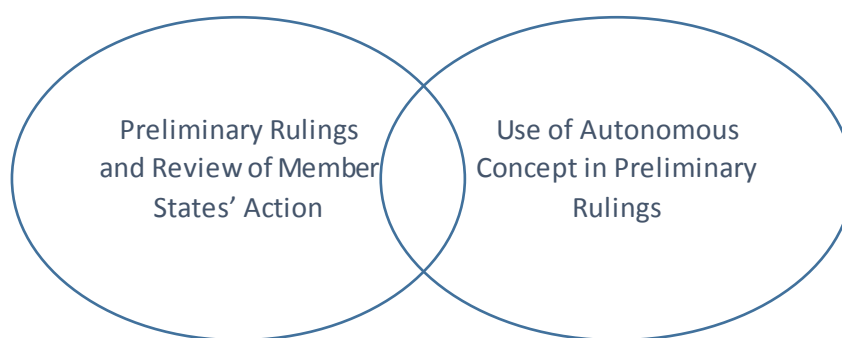 Preliminary Rulings
and Review of Member
States’ Action
Use of Autonomous
Concept in Preliminary
Rulings